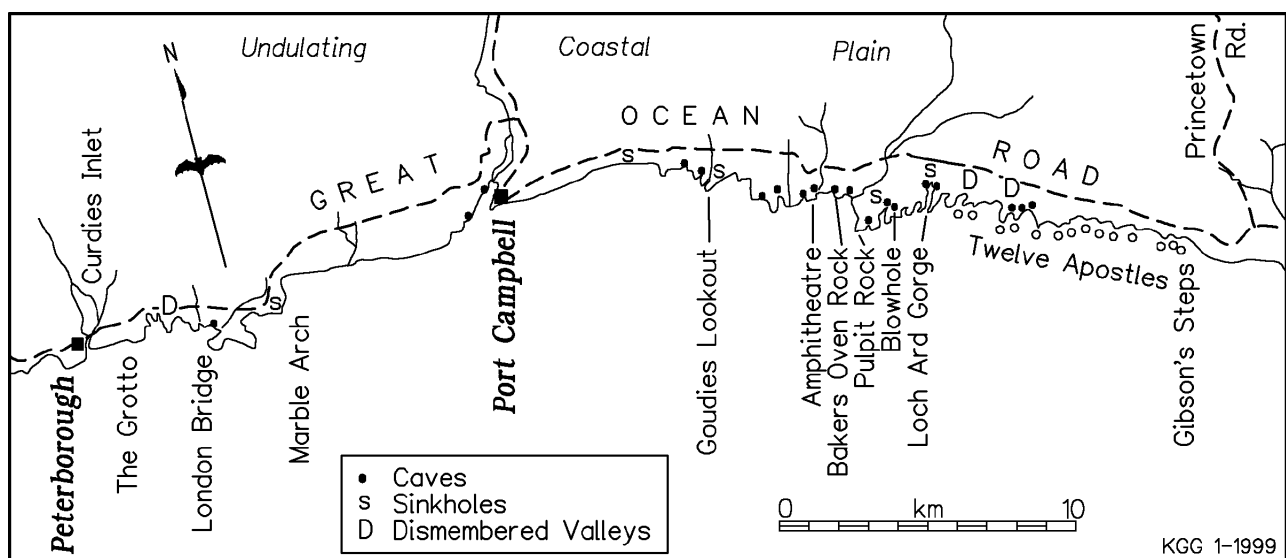 Undulating
Coastal
Plain
Princetown Rd.
N
GREAT
OCEAN
ROAD
Curdies Inlet
S
S
S
S
S
D
D
D
Peterborough
The Grotto
London Bridge
Marble Arch
Port Campbell
Goudies Lookout
Amphitheatre
Bakers Oven Rock
Pulpit Rock
Blowhole
Loch Ard Gorge
Twelve Apostles
Gibson's Steps
Caves
S Sinkholes
D Dismembered Valleys
0 km 10
KGG 1-1999